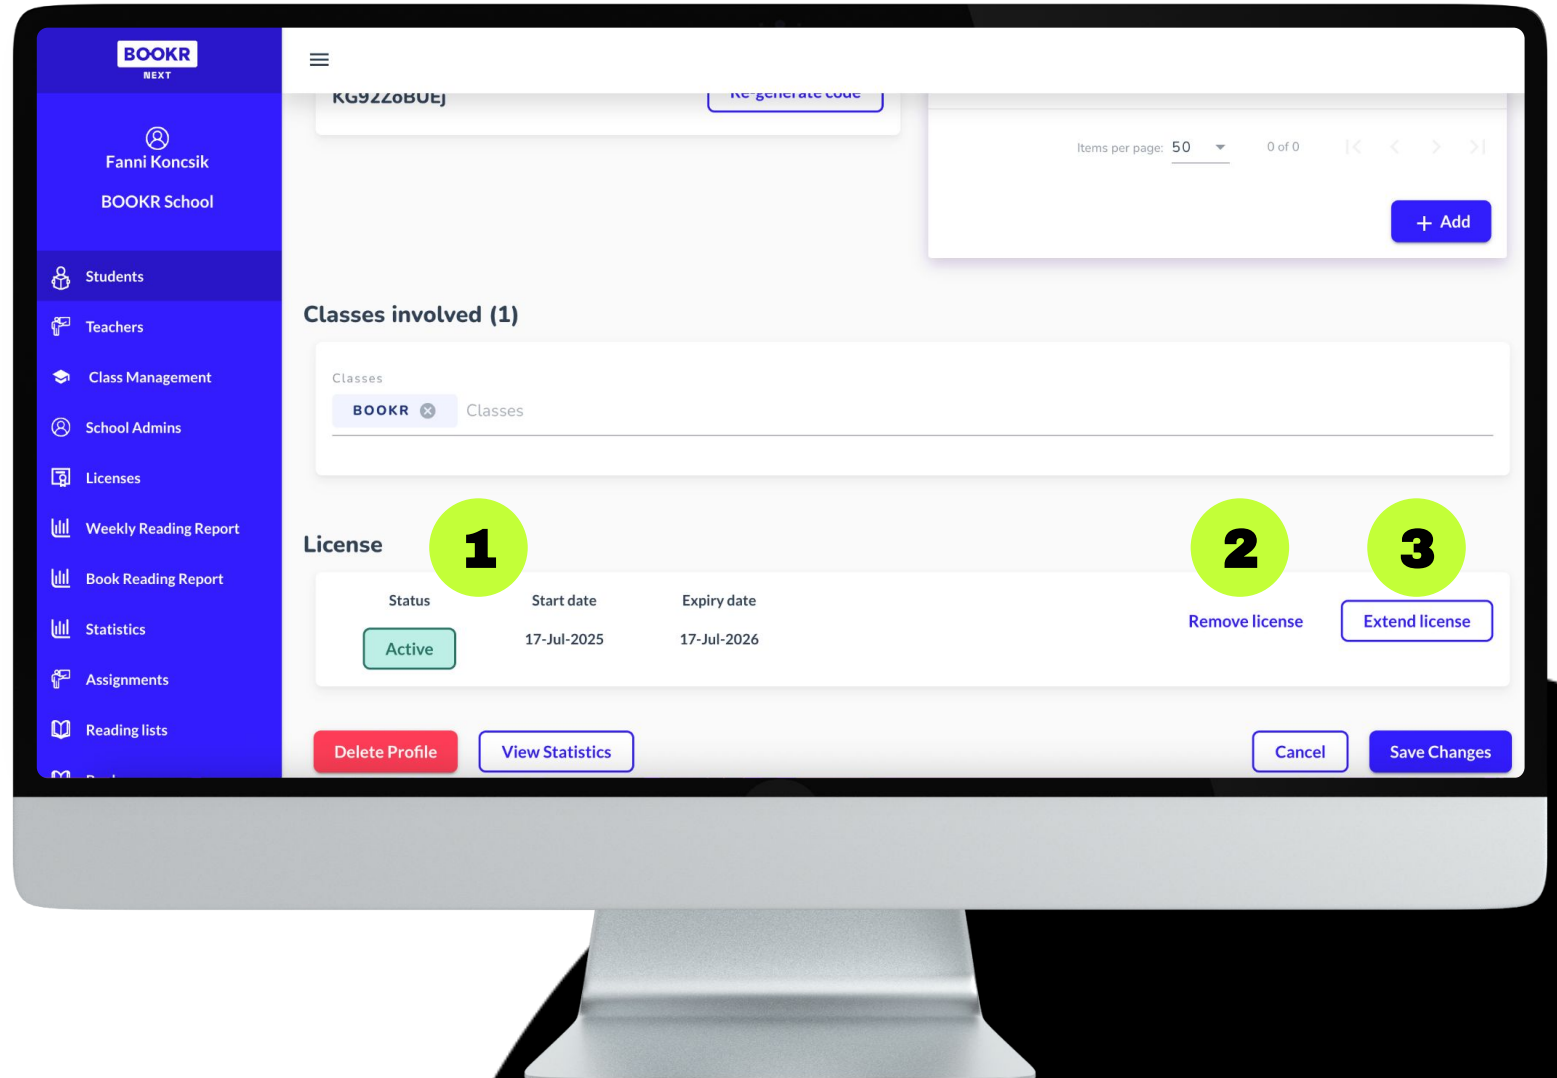 BOOKR
NEXT
Fanni Koncsik
BOOKR School
Students
Teachers
Class Management
School Admins
Licenses
Weekly Reading Report
Book Reading Report
Statistics
Assignments
Reading lists
Re-generate code
Items per page: 50
0 of 0
+ Add
Classes involved (1)
Classes
BOOKR
Classes
License
1
2
3
Status
Start date
Expiry date
Active
17-Jul-2025
17-Jul-2026
Remove license
Extend license
Delete Profile
View Statistics
Cancel
Save Changes